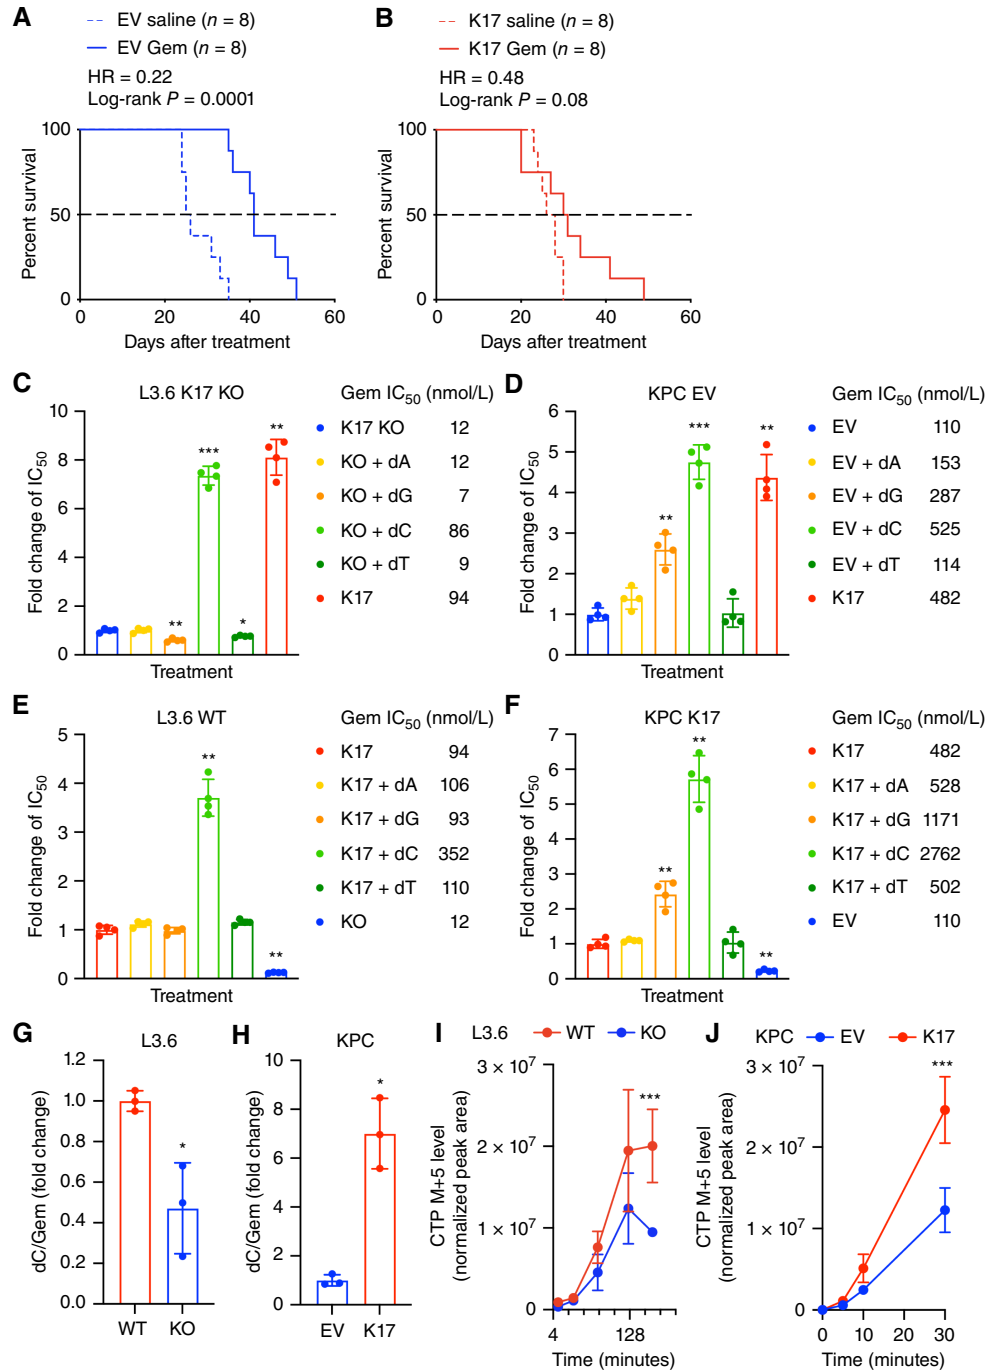 A
EV saline (n = 8)
EV Gem (n = 8)
HR = 0.22
Log-rank P = 0.0001
Percent survival
100
50
0
0 20 40 60
Days after treatment
B
K17 saline (n = 8)
K17 Gem (n = 8)
HR = 0.48
Log-rank P = 0.08
Percent survival
100
50
0
0 20 40 60
Days after treatment
C
L3.6 K17 KO
Fold change of IC50
10
8
6
4
2
0
**
***
*
**
Treatment
Gem IC50 (nmol/L)
K17 KO 12
KO + dA 12
KO + dG 7
KO + dC 86
KO + dT 9
K17 94
D
KPC EV
Fold change of IC50
6
5
4
3
2
1
0
**
***
**
Treatment
Gem IC50 (nmol/L)
EV 110
EV + dA 153
EV + dG 287
EV + dC 525
EV + dT 114
K17 482
E
L3.6 WT
Fold change of IC50
5
4
3
2
1
0
**
**
Treatment
Gem IC50 (nmol/L)
K17 94
K17 + dA 106
K17 + dG 93
K17 + dC 352
K17 + dT 110
KO 12
F
KPC K17
Fold change of IC50
7
6
5
4
3
2
1
0
**
**
**
Treatment
Gem IC50 (nmol/L)
K17 482
K17 + dA 528
K17 + dG 1171
K17 + dC 2762
K17 + dT 502
EV 110
G
L3.6
dC/Gem (fold change)
1.2
1.0
0.8
0.6
0.4
0.2
0.0
*
WT KO
H
KPC
dC/Gem (fold change)
10
8
6
4
2
0
*
EV K17
I
L3.6 WT KO
CTP M+5 level
(normalized peak area)
3 × 10⁷
2 × 10⁷
1 × 10⁷
0
***
4 128
Time (minutes)
J
KPC EV K17
CTP M+5 level
(normalized peak area)
3 × 10⁷
2 × 10⁷
1 × 10⁷
0
***
0 10 20 30
Time (minutes)